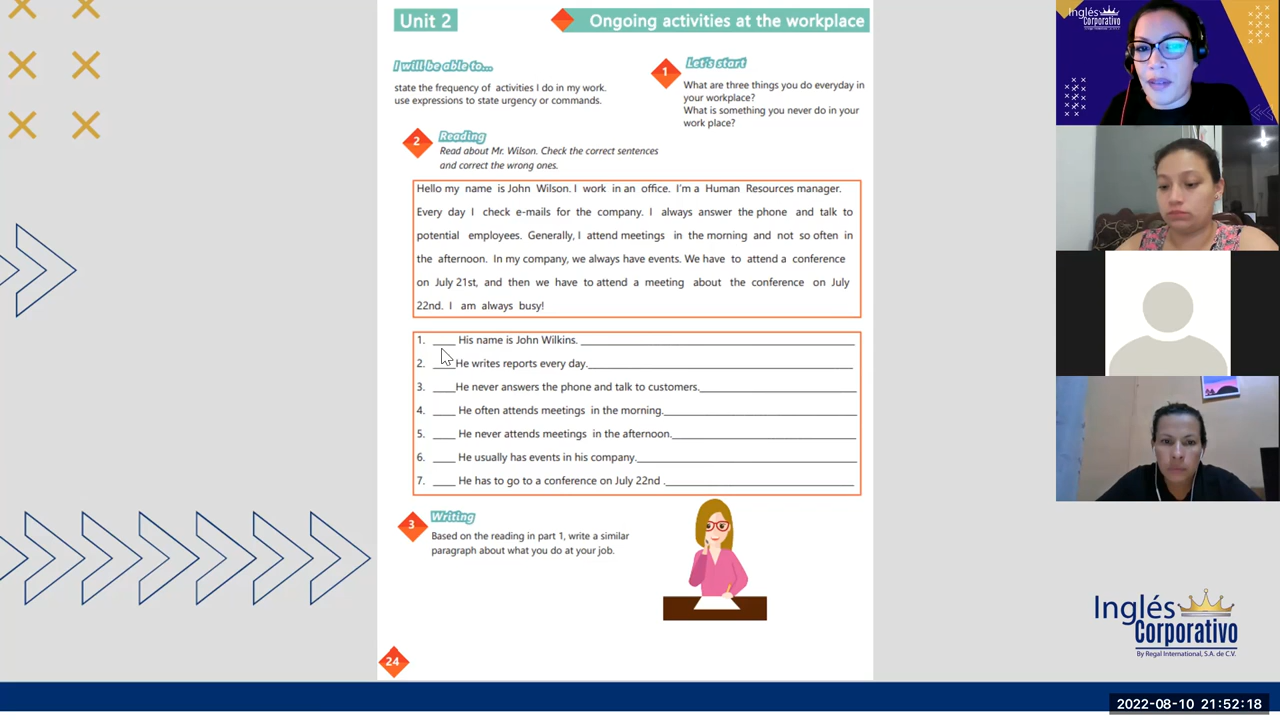 Unit 2
Ongoing activities at the workplace
I will be able to...
state the frequency of activities I do in my work.
use expressions to state urgency or commands.
1
Let's start
What are three things you do everyday in
your workplace?
What is something you never do in your
work place?
2
Reading
Read about Mr. Wilson. Check the correct sentences
and correct the wrong ones.
Hello my name is John Wilson. I work in an office. I'm a Human Resources manager.
Every day I check e-mails for the company. I always answer the phone and talk to
potential employees. Generally, I attend meetings in the morning and not so often in
the afternoon. In my company, we always have events. We have to attend a conference
on July 21st, and then we have to attend a meeting about the conference on July
22nd. I am always busy!
1. ____ His name is John Wilkins. ____
2. ____He writes reports every day.____
3. ____He never answers the phone and talk to customers.____
4. ____ He often attends meetings in the morning.____
5. ____ He never attends meetings in the afternoon.____
6. ____ He usually has events in his company.____
7. ____ He has to go to a conference on July 22nd .____
3
Writing
Based on the reading in part 1, write a similar
paragraph about what you do at your job.
24
Inglés
Corporativo
Inglés
Corporativo
By Regal International, S.A. de C.V.
2022-08-10 21:52:18